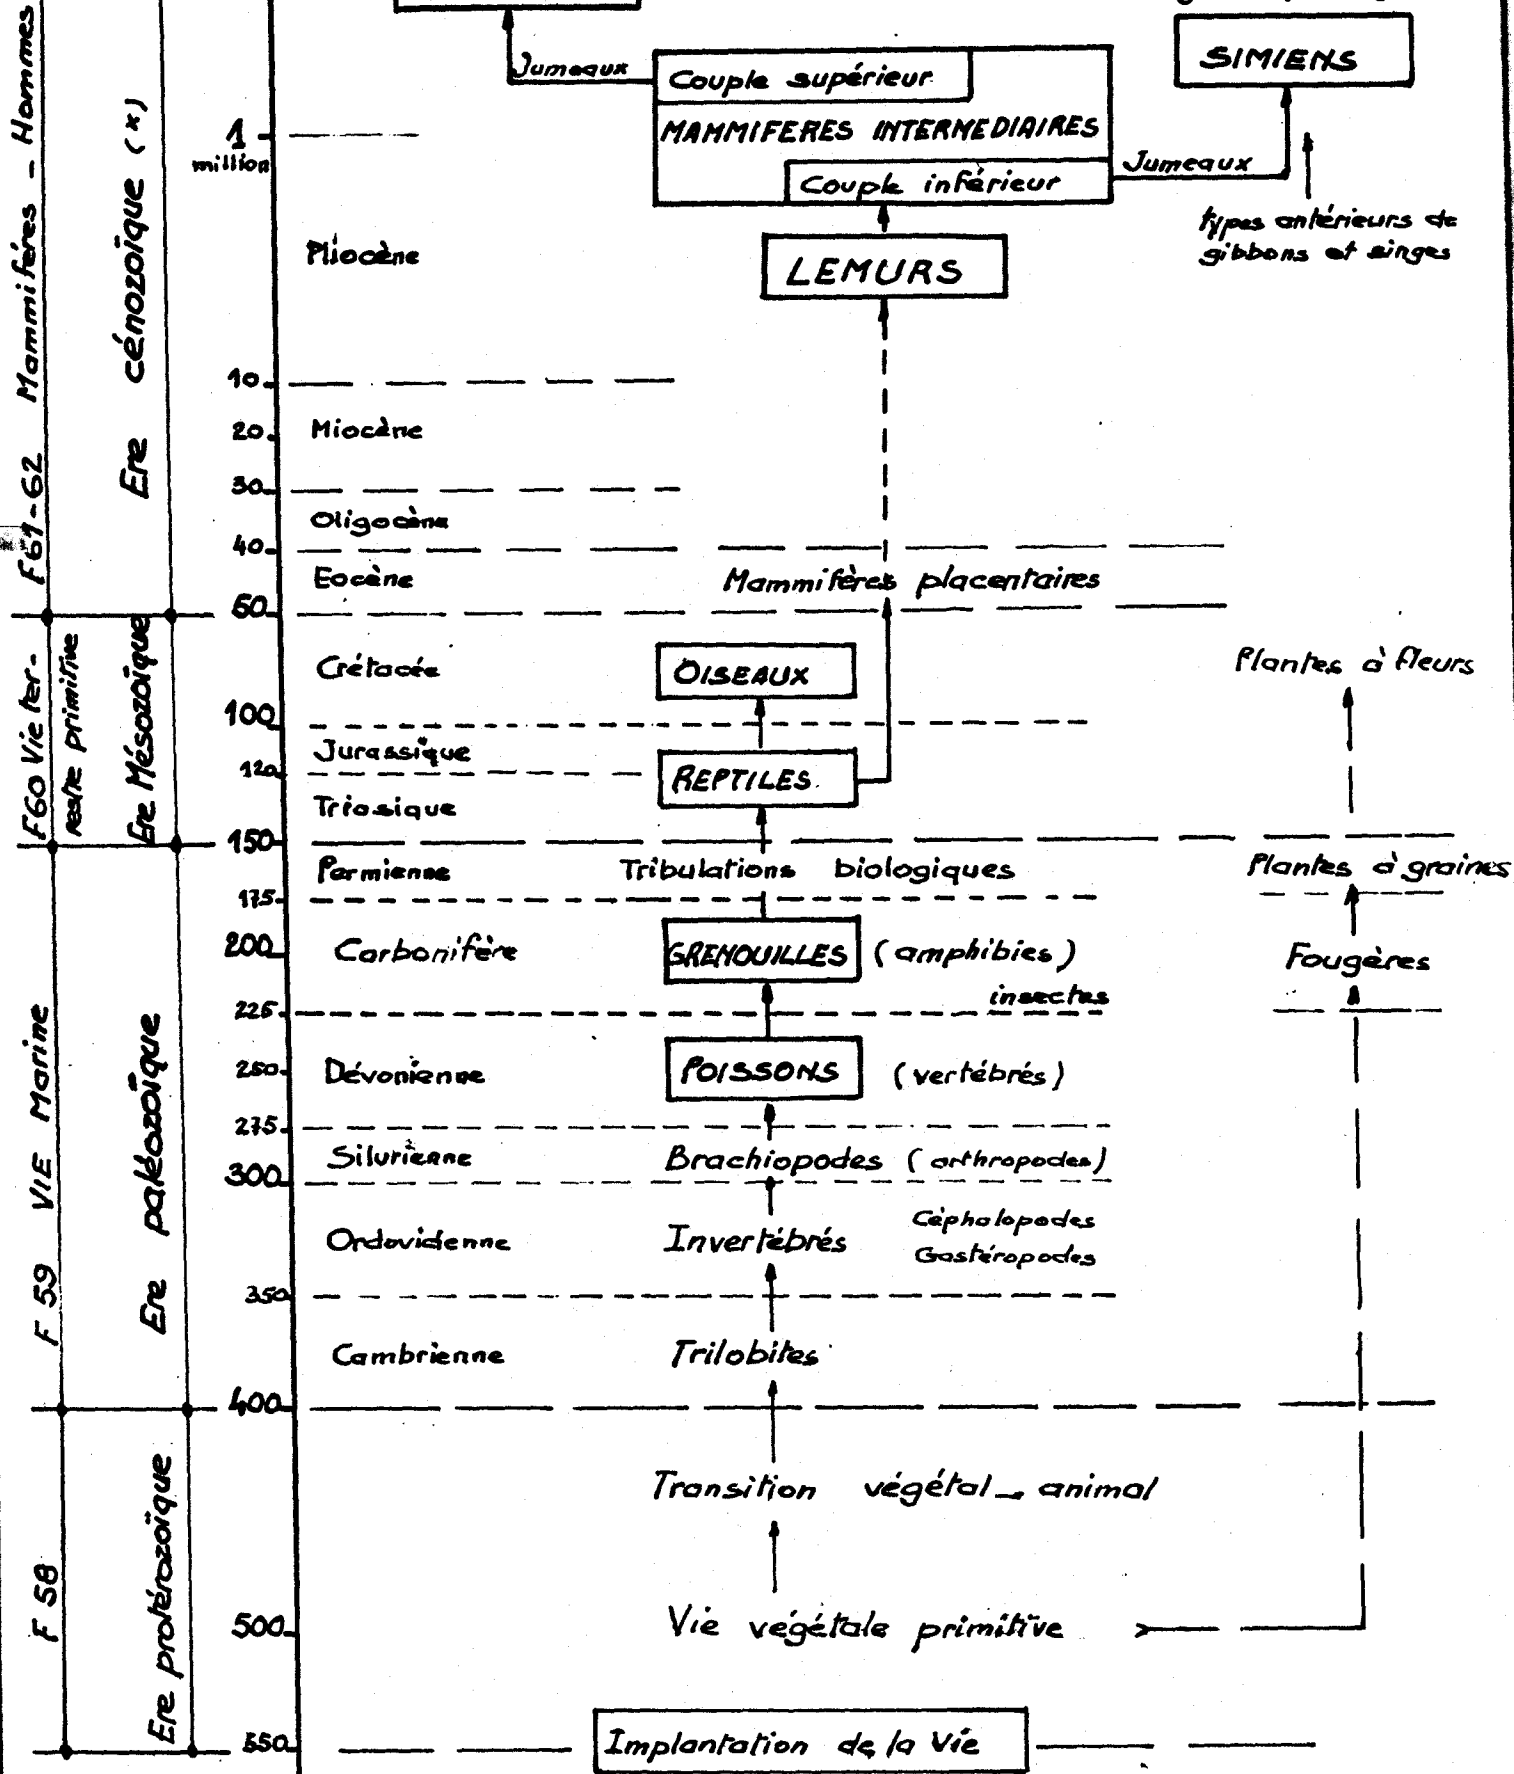 Jumeaux
Couple supérieur
SIMIENS
1
million
MAMMIFERES INTERMEDIAIRES
Jumeaux
Couple inférieur
types antérieurs de
gibbons et singes
Pliocène
LEMURS
10
20
Miocène
30
Oligocène
40
Eocène
Mammifères placentaires
50
Crétacée
OISEAUX
Plantes à fleurs
100
Jurassïque
120
REPTILES
Triasique
150
Permienne
Tribulations biologiques
Plantes à graines
175
200
Carbonifère
GRENOUILLES
(amphibies)
Fougères
insectes
225
250
Dévonienne
POISSONS
(vertébrés)
275
Silurienne
Brachiopodes (arthropodes)
300
Ordovidenne
Invertébrés
Céphalopodes
Gastéropodes
350
Cambrienne
Trilobites
400
Transition végétal - animal
500
Vie végétale primitive
550
Implantation de la Vie
F61-62 Mammifères - Hommes
Ere cénozoïque (*)
F60 Vie ter-
restre primitive
Ere Mésozoïque
F 59 VIE Marine
Ere paléozoïque
F 58
Ere protérozoïque